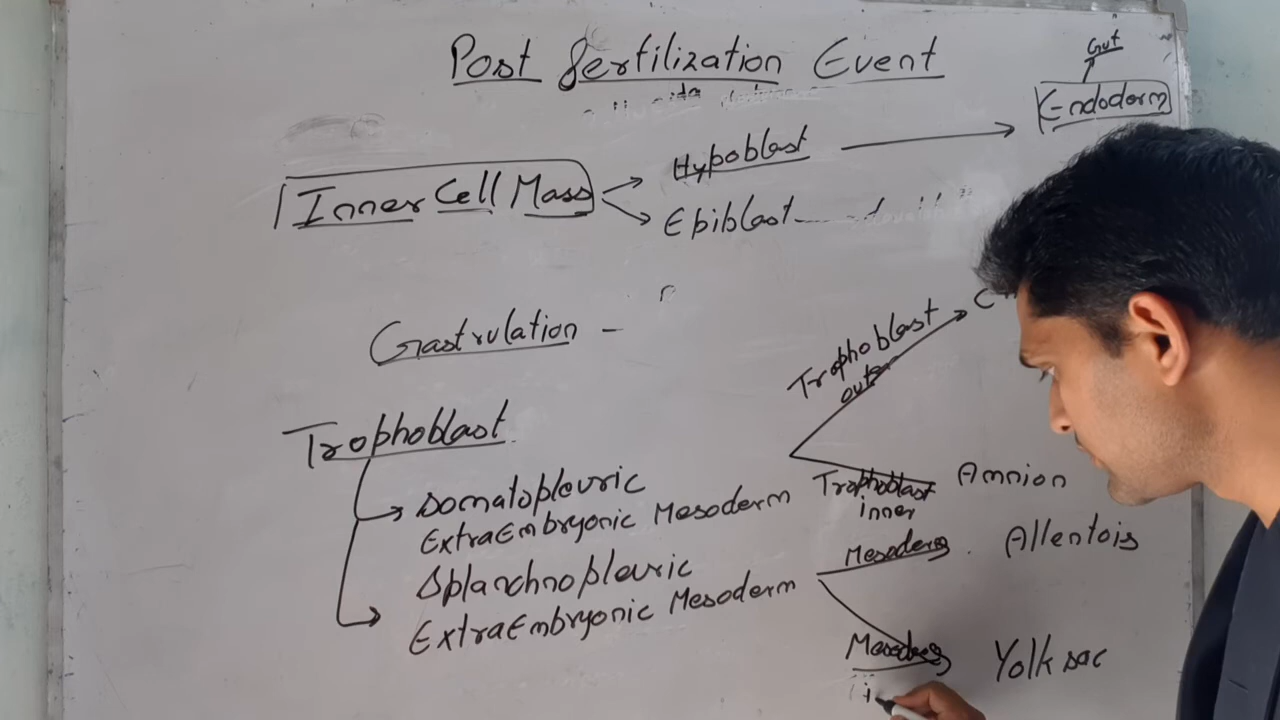 Post fertilization Event
Gut
Endoderm
Hypoblast
Inner Cell Mass
Epiblast
Gastrulation -
Trophoblast
outer
Trophoblast
Somatopleuric
ExtraEmbryonic Mesoderm
Trophoblast
inner
Amnion
Mesoderm
Allentois
Splanchnopleuric
ExtraEmbryonic Mesoderm
Yolk sac